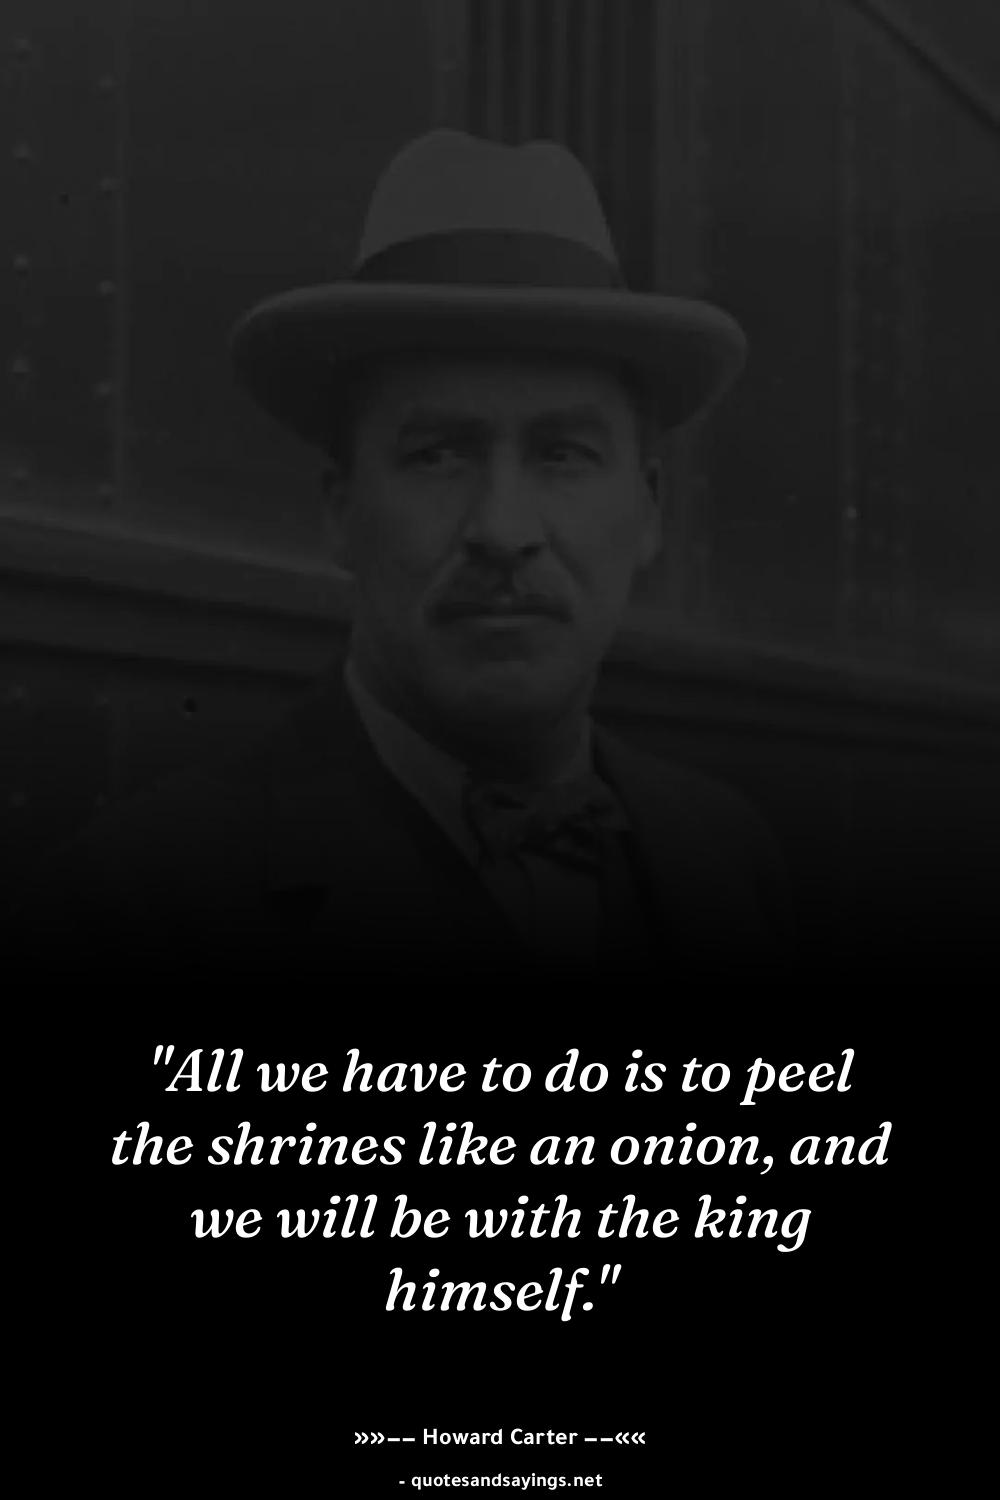 "All we have to do is to peel
the shrines like an onion, and
we will be with the king
himself."
»»–– Howard Carter ––««
- quotesandsayings.net